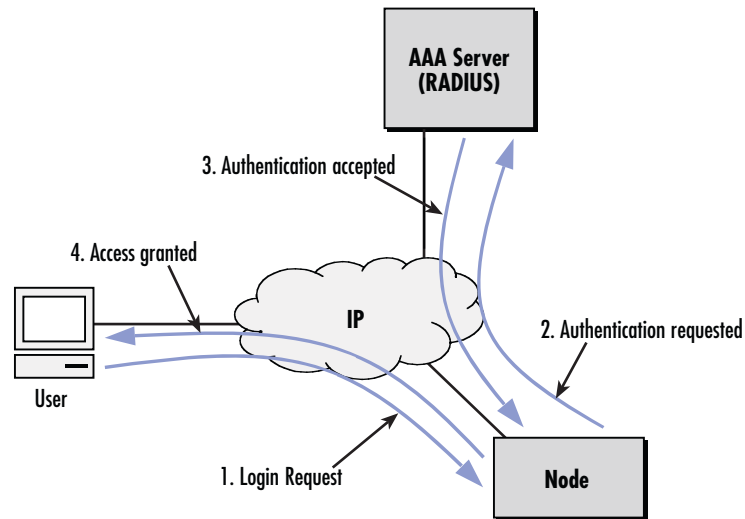 AAA Server
(RADIUS)
3. Authentication accepted
4. Access granted
IP
2. Authentication requested
User
1. Login Request
Node